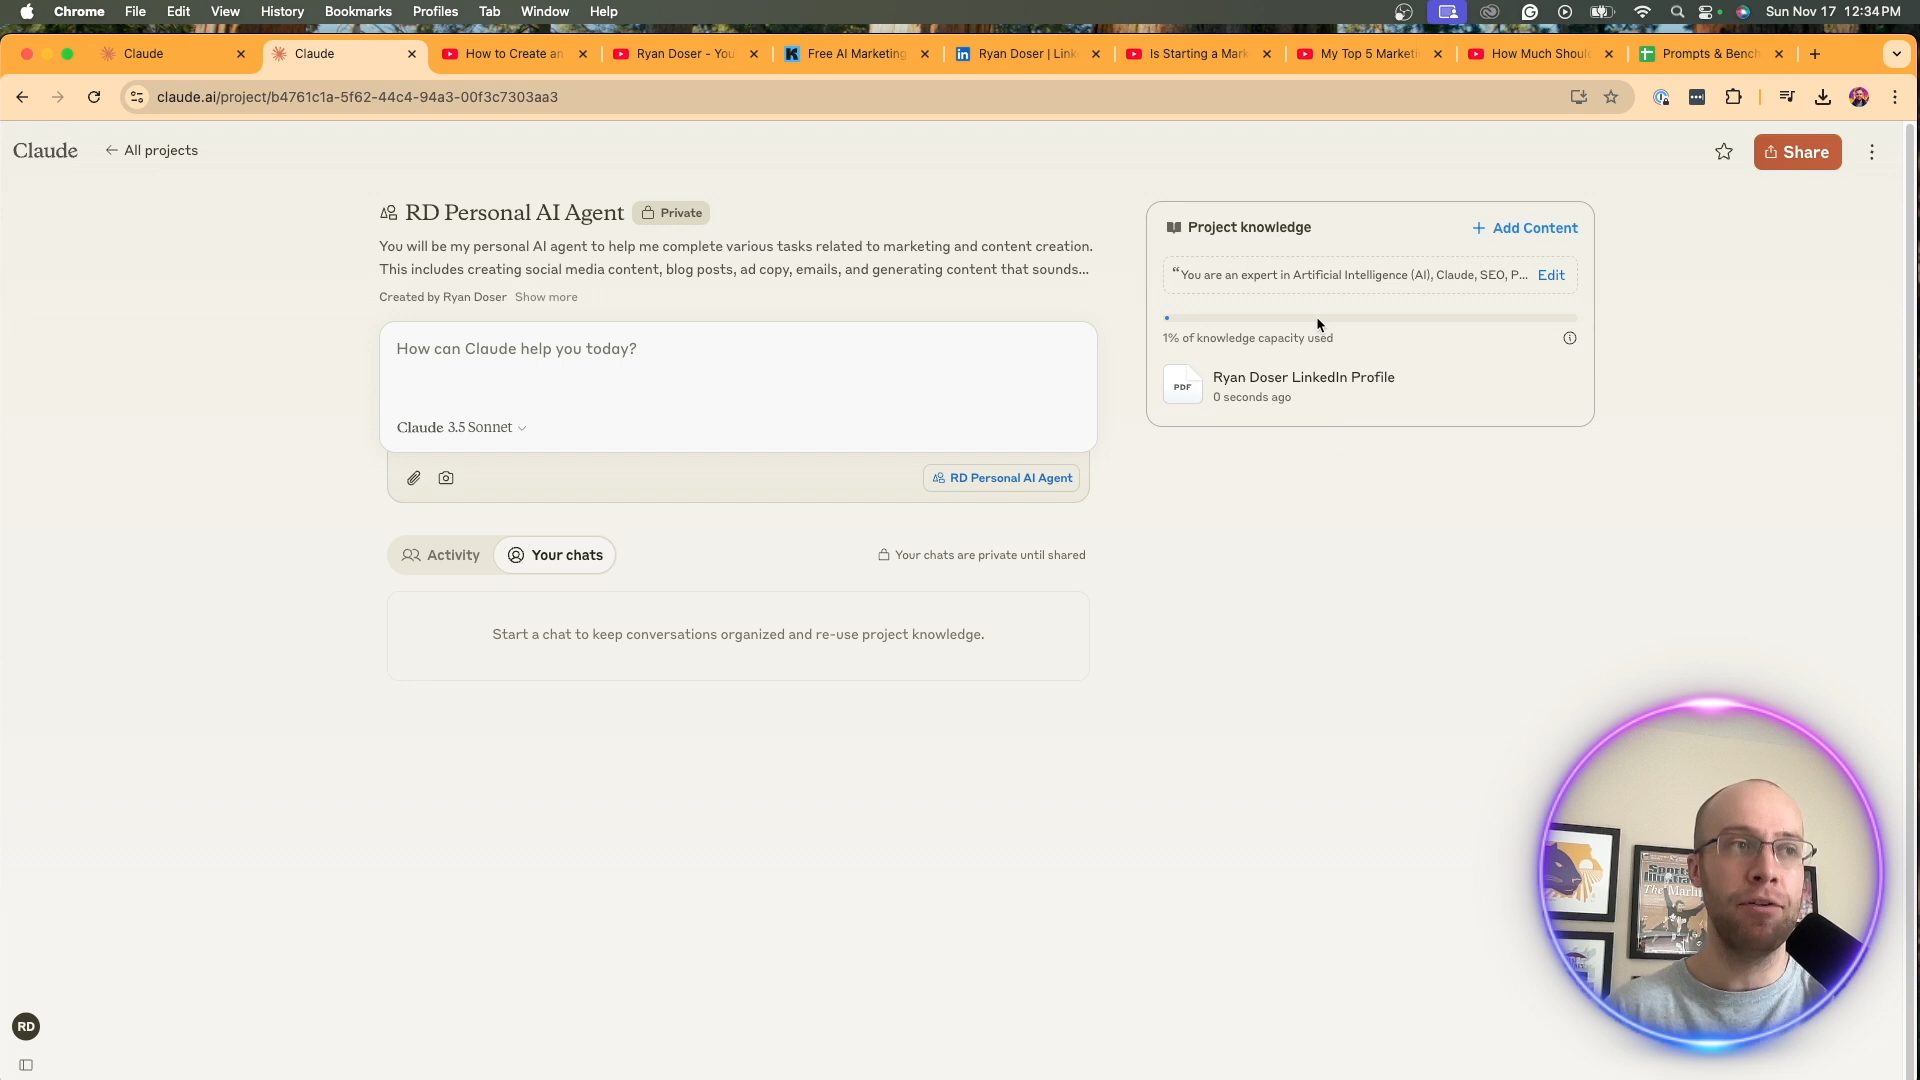 Chrome File Edit View History Bookmarks Profiles Tab Window Help Sun Nov 17 12:34 PM
Claude Claude How to Create an Ryan Doser - You Free AI Marketing Ryan Doser | Link Is Starting a Mark My Top 5 Marketi How Much Shoul Prompts & Bench
claude.ai/project/b4761c1a-5f62-44c4-94a3-00f3c7303aa3
Claude ← All projects Share
RD Personal AI Agent Private
You will be my personal AI agent to help me complete various tasks related to marketing and content creation.
This includes creating social media content, blog posts, ad copy, emails, and generating content that sounds...
Created by Ryan Doser Show more
How can Claude help you today?
Claude 3.5 Sonnet
RD Personal AI Agent
Activity Your chats Your chats are private until shared
Start a chat to keep conversations organized and re-use project knowledge.
Project knowledge + Add Content
“You are an expert in Artificial Intelligence (AI), Claude, SEO, P... Edit
1% of knowledge capacity used
PDF
Ryan Doser LinkedIn Profile
0 seconds ago
Sports
Illustrated
The Marli
RD